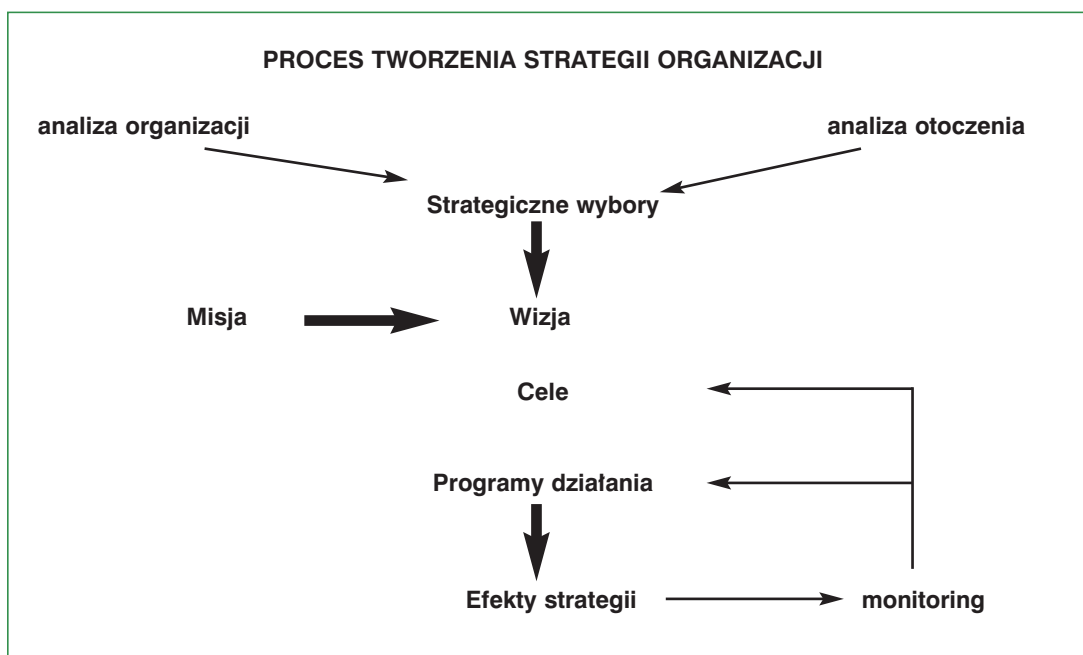 PROCES TWORZENIA STRATEGII ORGANIZACJI
analiza organizacji
analiza otoczenia
Strategiczne wybory
Misja
Wizja
Cele
Programy działania
Efekty strategii
monitoring